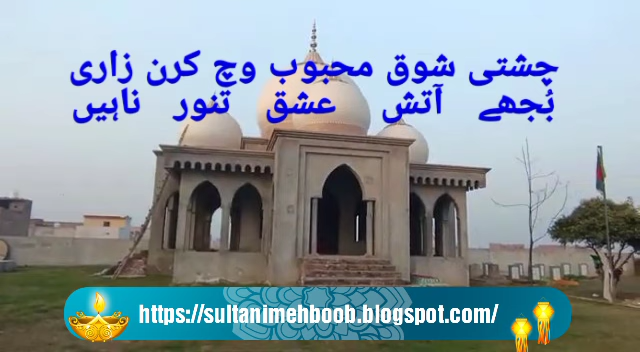 چشتی شوق محبوب وچ کرن زاری
بُجھے آتش عشق تنور ناہیں
https://sultanimehboob.blogspot.com/